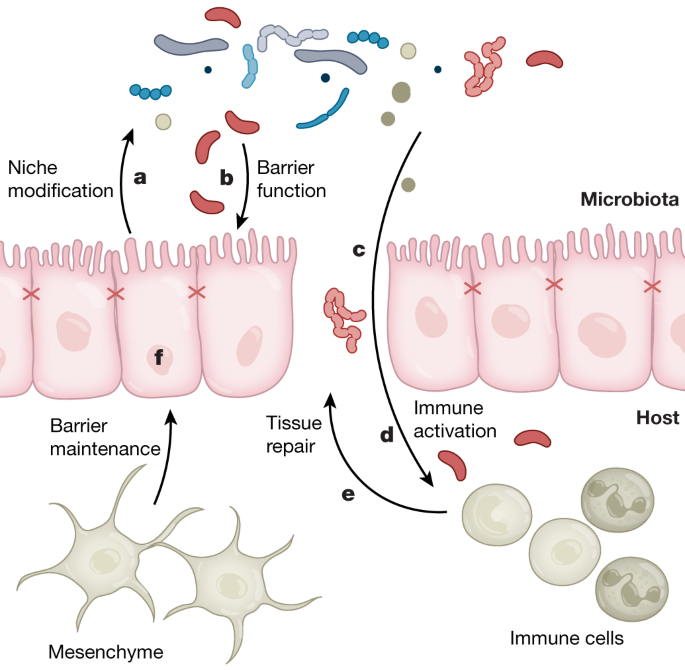 Niche
modification
a
b
Barrier
function
Microbiota
c
f
Barrier
maintenance
Tissue
repair
d
Immune
activation
Host
e
Mesenchyme
Immune cells